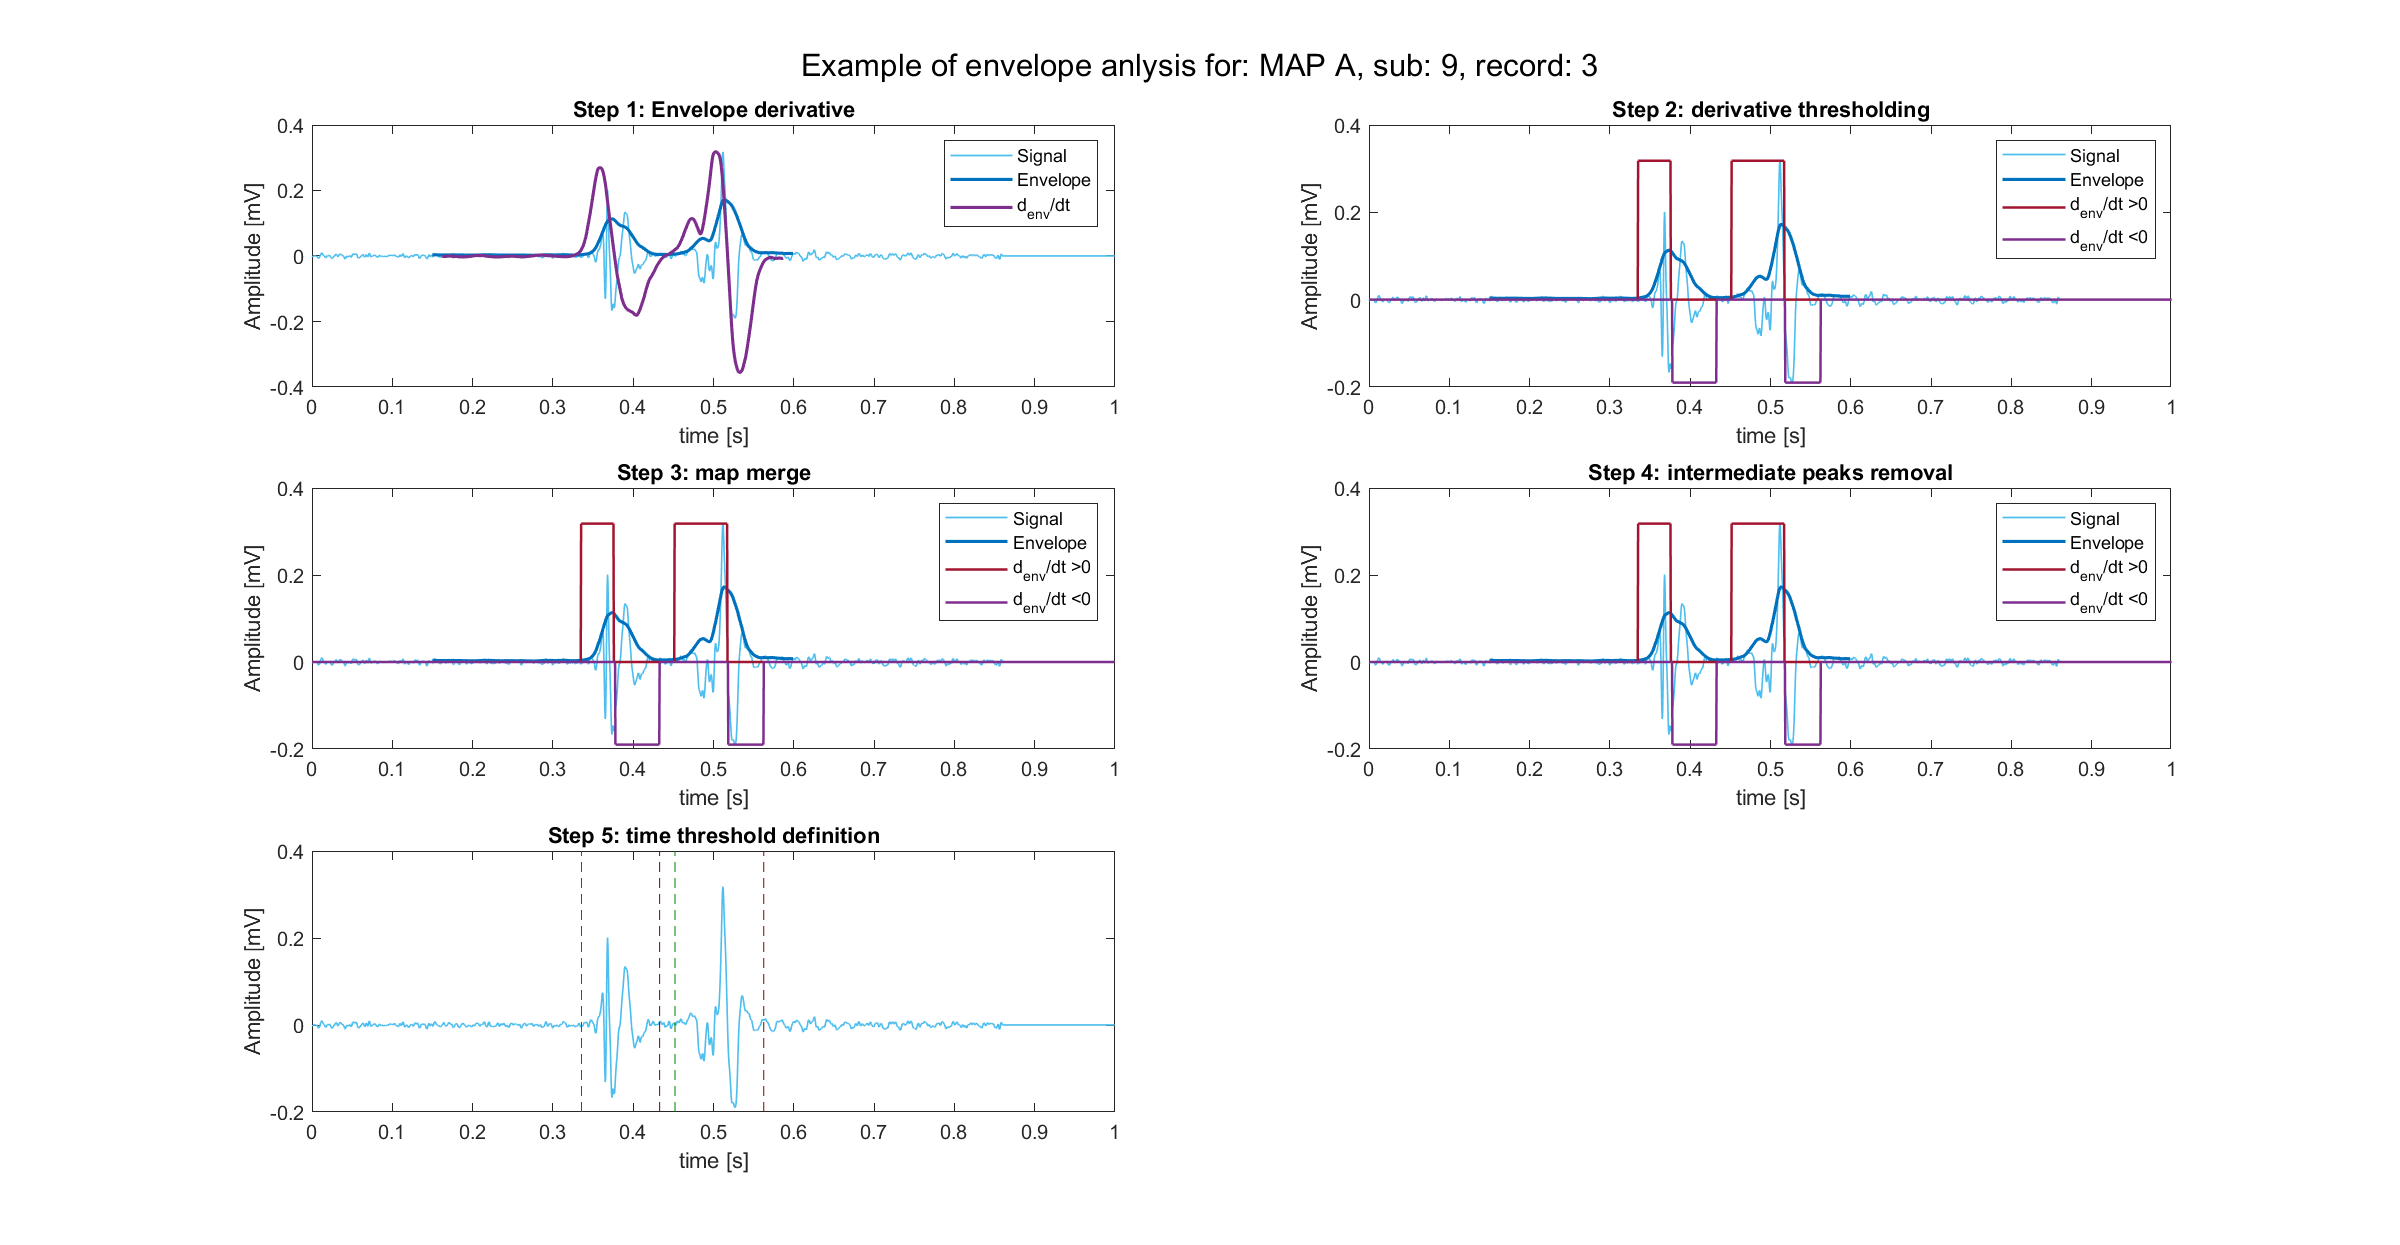 Example of envelope anlysis for: MAP A, sub: 9, record: 3
Step 1: Envelope derivative
0.4
0.2
0
-0.2
-0.4
Amplitude [mV]
Signal
Envelope
d_env/dt
0 0.1 0.2 0.3 0.4 0.5 0.6 0.7 0.8 0.9 1
time [s]
Step 2: derivative thresholding
0.4
0.2
0
-0.2
Amplitude [mV]
Signal
Envelope
d_env/dt >0
d_env/dt <0
0 0.1 0.2 0.3 0.4 0.5 0.6 0.7 0.8 0.9 1
time [s]
Step 3: map merge
0.4
0.2
0
-0.2
Amplitude [mV]
Signal
Envelope
d_env/dt >0
d_env/dt <0
0 0.1 0.2 0.3 0.4 0.5 0.6 0.7 0.8 0.9 1
time [s]
Step 4: intermediate peaks removal
0.4
0.2
0
-0.2
Amplitude [mV]
Signal
Envelope
d_env/dt >0
d_env/dt <0
0 0.1 0.2 0.3 0.4 0.5 0.6 0.7 0.8 0.9 1
time [s]
Step 5: time threshold definition
0.4
0.2
0
-0.2
Amplitude [mV]
0 0.1 0.2 0.3 0.4 0.5 0.6 0.7 0.8 0.9 1
time [s]